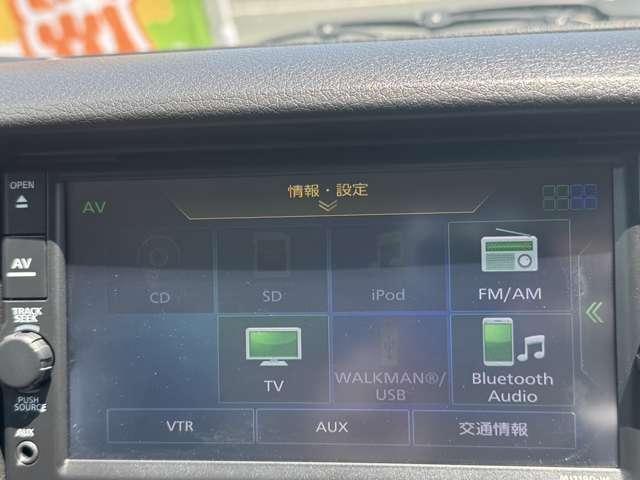 OPEN
AV
情報・設定
AV
CD
SD
iPod
FM/AM
TRACK
SEEK
TV
WALKMAN®/
USB
Bluetooth
Audio
PUSH
SOURCE
VTR
AUX
交通情報
AUX